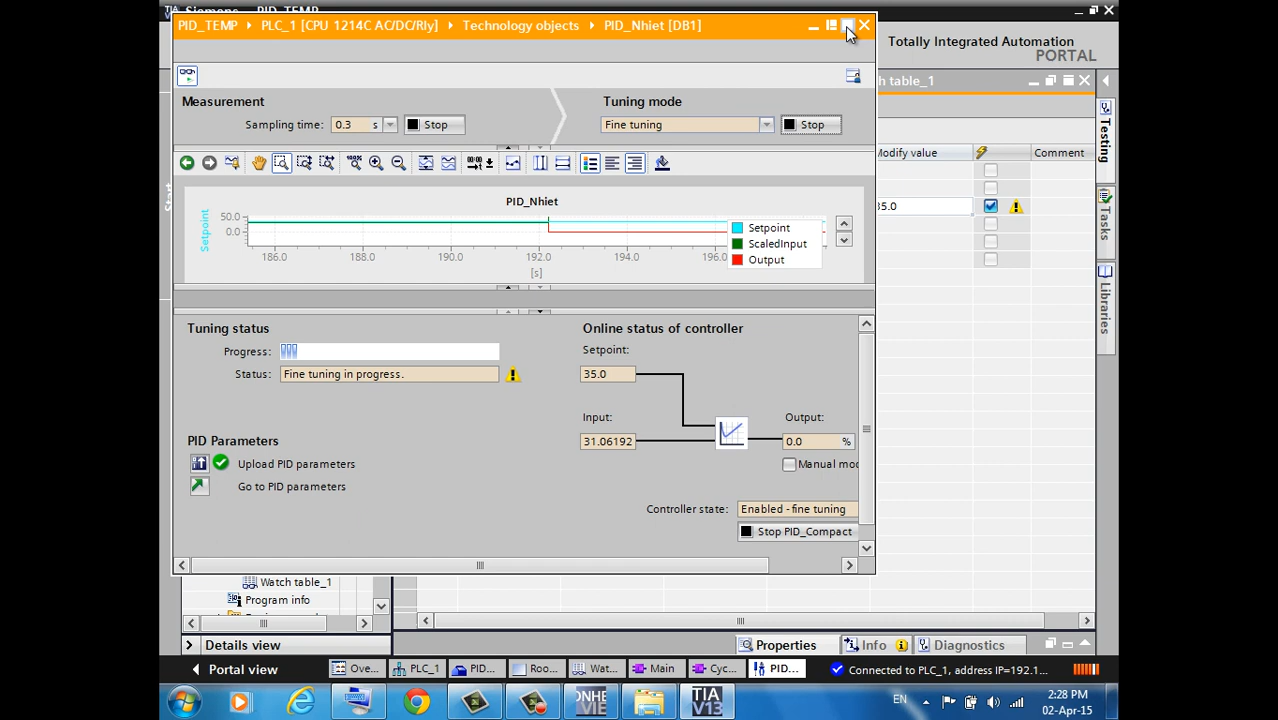 Siemens
PID_TEMP ▸ PLC_1 [CPU 1214C AC/DC/Rly] ▸ Technology objects ▸ PID_Nhiet [DB1]
Totally Integrated Automation
PORTAL
ch table_1
Measurement
Tuning mode
Sampling time: 0.3 s Stop
Fine tuning Stop
Modify value
Comment
35.0
Testing
Tasks
Libraries
PID_Nhiet
Setpoint
50.0
0.0
186.0 188.0 190.0 192.0 194.0 196.0
[s]
Setpoint
ScaledInput
Output
Tuning status
Progress:
Status: Fine tuning in progress.
Online status of controller
Setpoint:
35.0
Input:
31.06192
Output:
0.0 %
Manual mo
PID Parameters
Upload PID parameters
Go to PID parameters
Controller state: Enabled - fine tuning
Stop PID_Compact
Watch table_1
Program info
Details view
Properties
Info
Diagnostics
Portal view
Ove...
PLC_1
PID...
Roo...
Wat...
Main
Cyc...
PID...
Connected to PLC_1, address IP=192.1...
TIA
V13
EN
2:28 PM
02-Apr-15